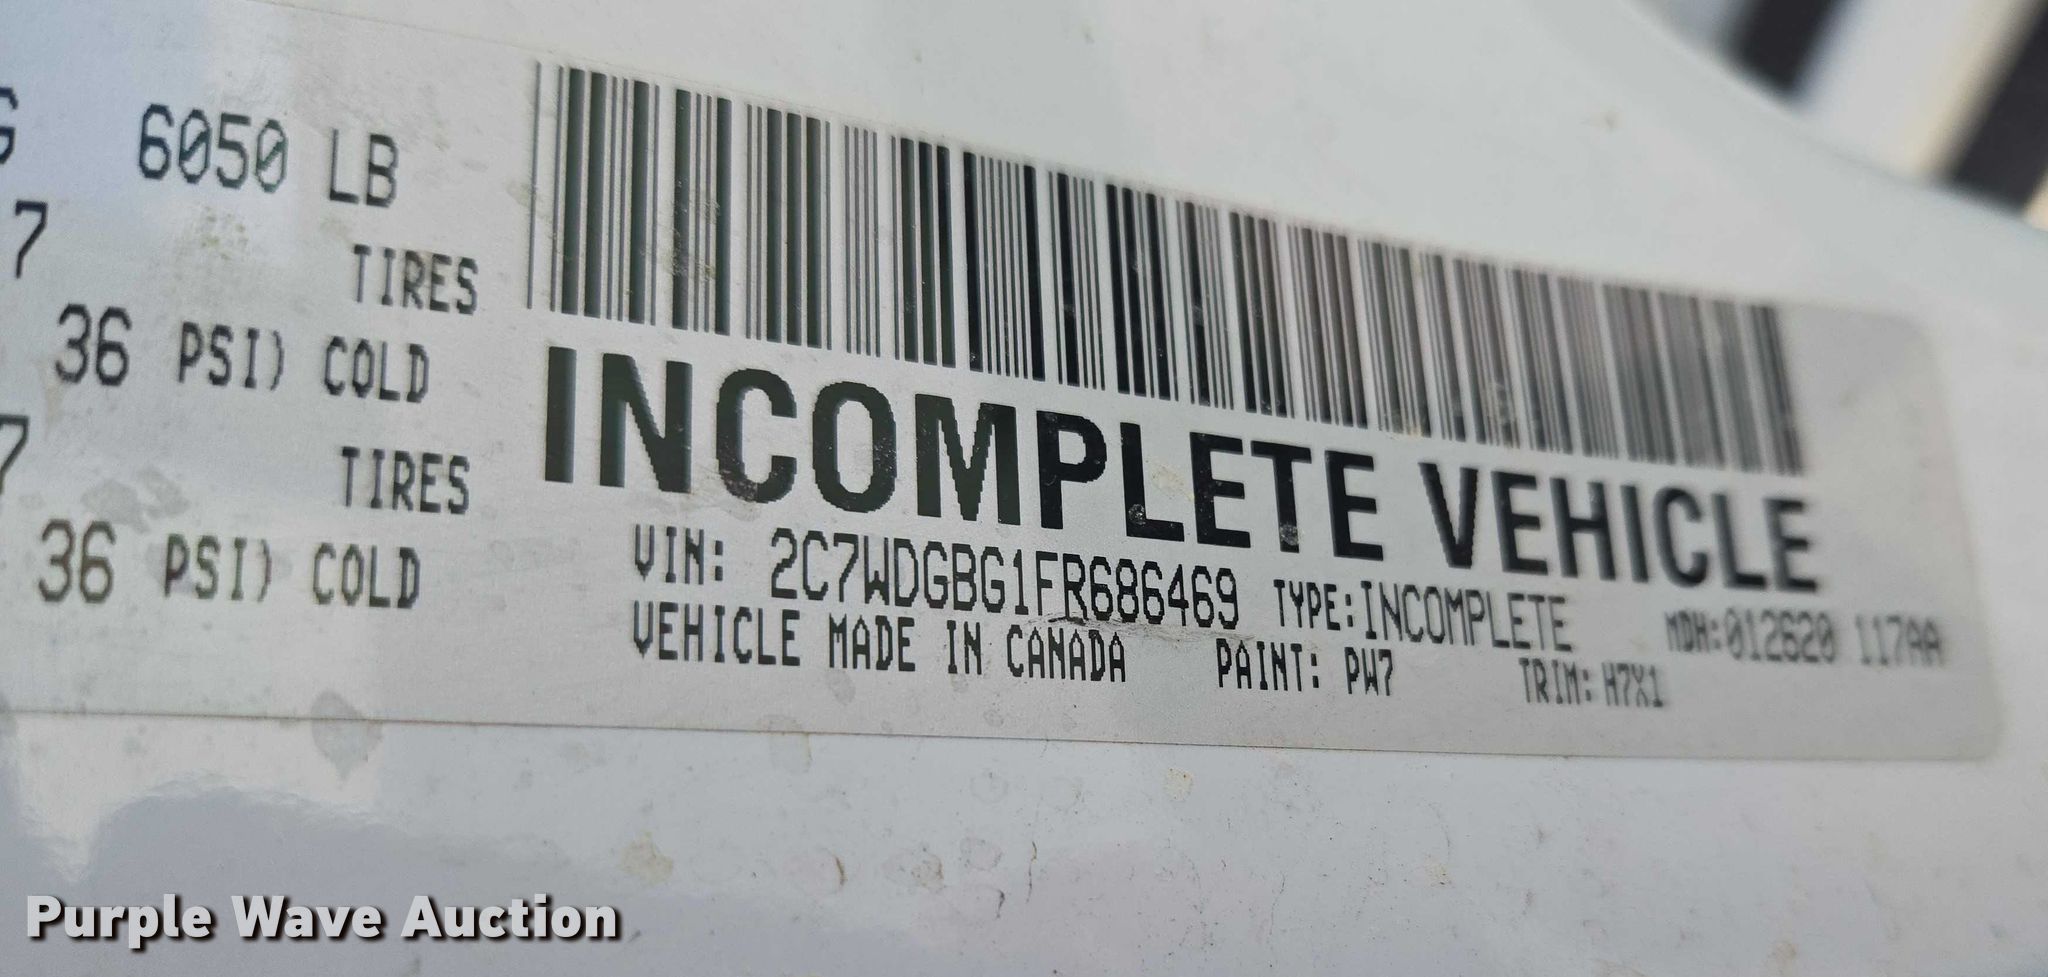 6050 LB
7
TIRES
36 PSI) COLD
7
TIRES
36 PSI) COLD
INCOMPLETE VEHICLE
VIN: 2C7WDGBG1FR686469 TYPE:INCOMPLETE MDH:012620 117AA
VEHICLE MADE IN CANADA PAINT: PW7 TRIM: H7X1
Purple Wave Auction